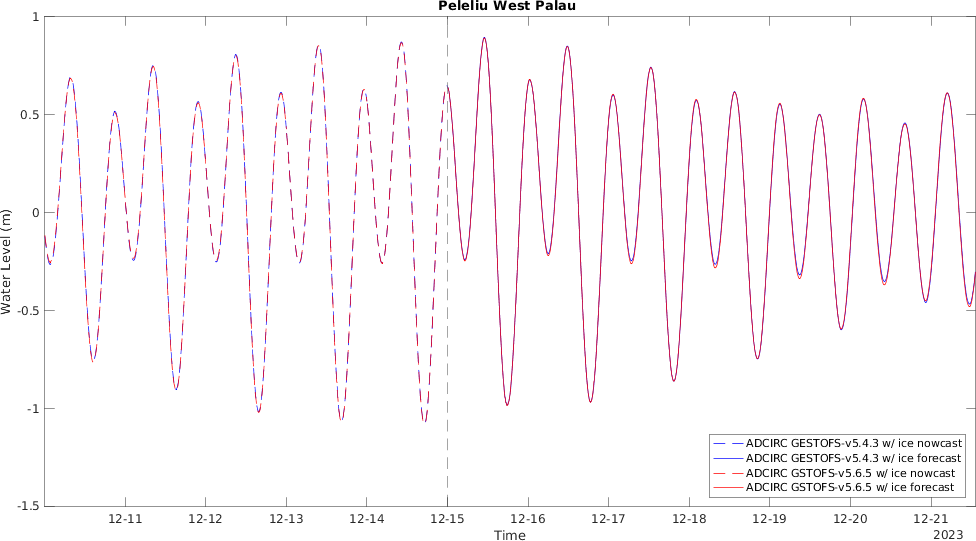 Peleliu West Palau
1
0.5
0
-0.5
-1
-1.5
Water Level (m)
12-11
12-12
12-13
12-14
12-15
12-16
12-17
12-18
12-19
12-20
12-21
Time
2023
ADCIRC GESTOFS-v5.4.3 w/ ice nowcast
ADCIRC GESTOFS-v5.4.3 w/ ice forecast
ADCIRC GSTOFS-v5.6.5 w/ ice nowcast
ADCIRC GSTOFS-v5.6.5 w/ ice forecast